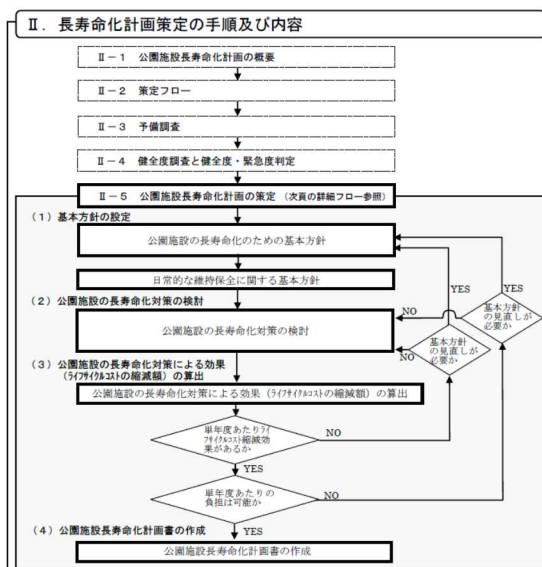 Ⅱ．長寿命化計画策定の手順及び内容
Ⅱ－１　公園施設長寿命化計画の概要
Ⅱ－２　策定フロー
Ⅱ－３　予備調査
Ⅱ－４　健全度調査と健全度・緊急度判定
Ⅱ－５　公園施設長寿命化計画の策定（次頁の詳細フロー参照）
（１）基本方針の設定
公園施設の長寿命化のための基本方針
YES
YES
日常的な維持保全に関する基本方針
（２）公園施設の長寿命化対策の検討
NO
基本方針
の見直しが
必要か
公園施設の長寿命化対策の検討
NO
基本方針
の見直しが
必要か
（３）公園施設の長寿命化対策による効果
（ﾗｲﾌｻｲｸﾙｺｽﾄの縮減額）の算出
公園施設の長寿命化対策による効果（ﾗｲﾌｻｲｸﾙｺｽﾄの縮減額）の算出
単年度あたりﾗｲ
ﾌｻｲｸﾙｺｽﾄ縮減効
果があるか
NO
YES
単年度あたりの
負担は可能か
NO
YES
（４）公園施設長寿命化計画書の作成
公園施設長寿命化計画書の作成